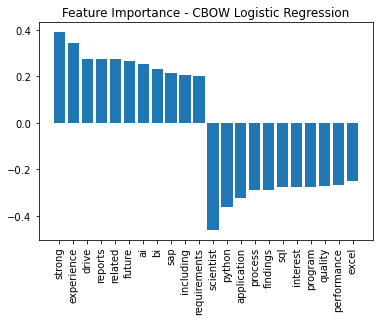 Feature Importance - CBOW Logistic Regression
0.4
0.2
0.0
−0.2
−0.4
strong
experience
drive
reports
related
future
ai
bi
sap
including
requirements
scientist
python
application
process
findings
sql
interest
program
quality
performance
excel